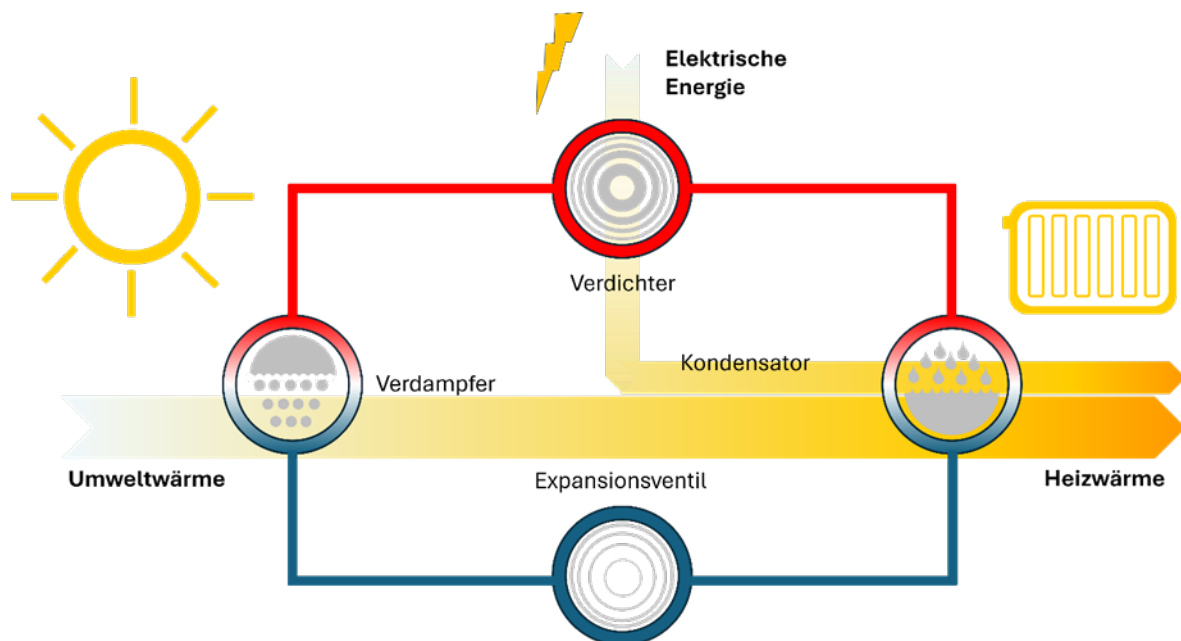 Elektrische
Energie
Verdichter
Kondensator
Verdampfer
Umweltwärme
Expansionsventil
Heizwärme